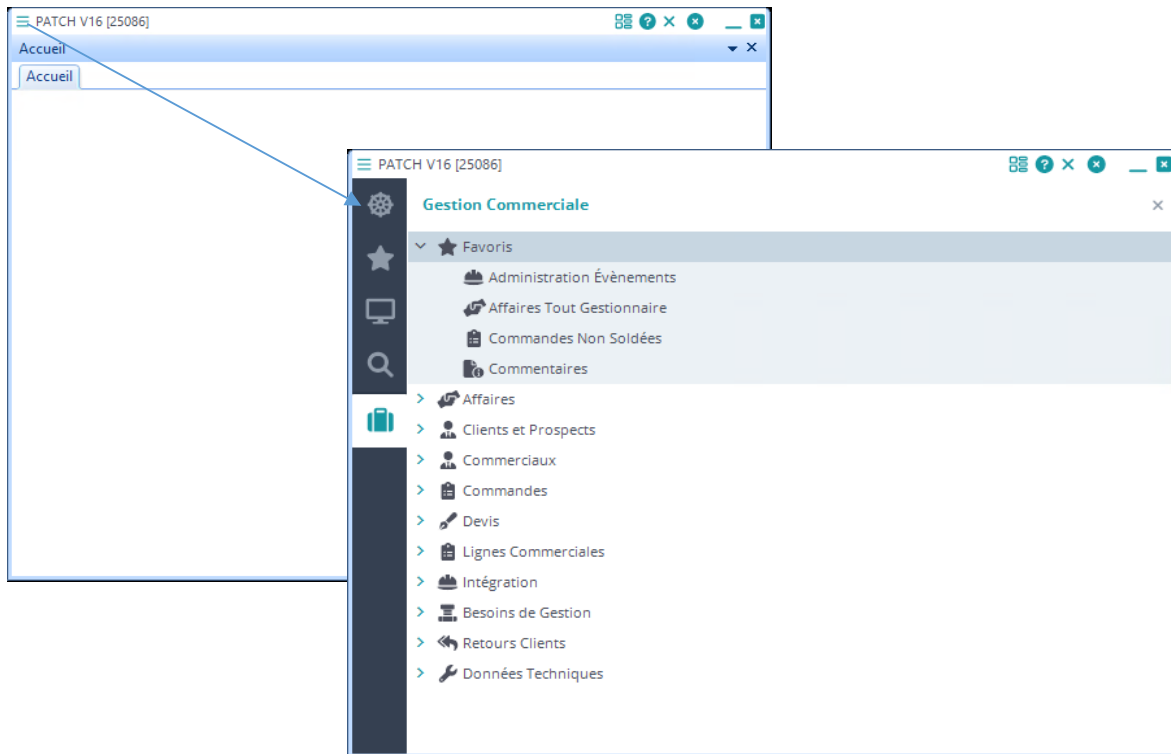 PATCH V16 [25086]
Accueil
Accueil
PATCH V16 [25086]
Gestion Commerciale
Favoris
Administration Évènements
Affaires Tout Gestionnaire
Commandes Non Soldées
Commentaires
Affaires
Clients et Prospects
Commerciaux
Commandes
Devis
Lignes Commerciales
Intégration
Besoins de Gestion
Retours Clients
Données Techniques